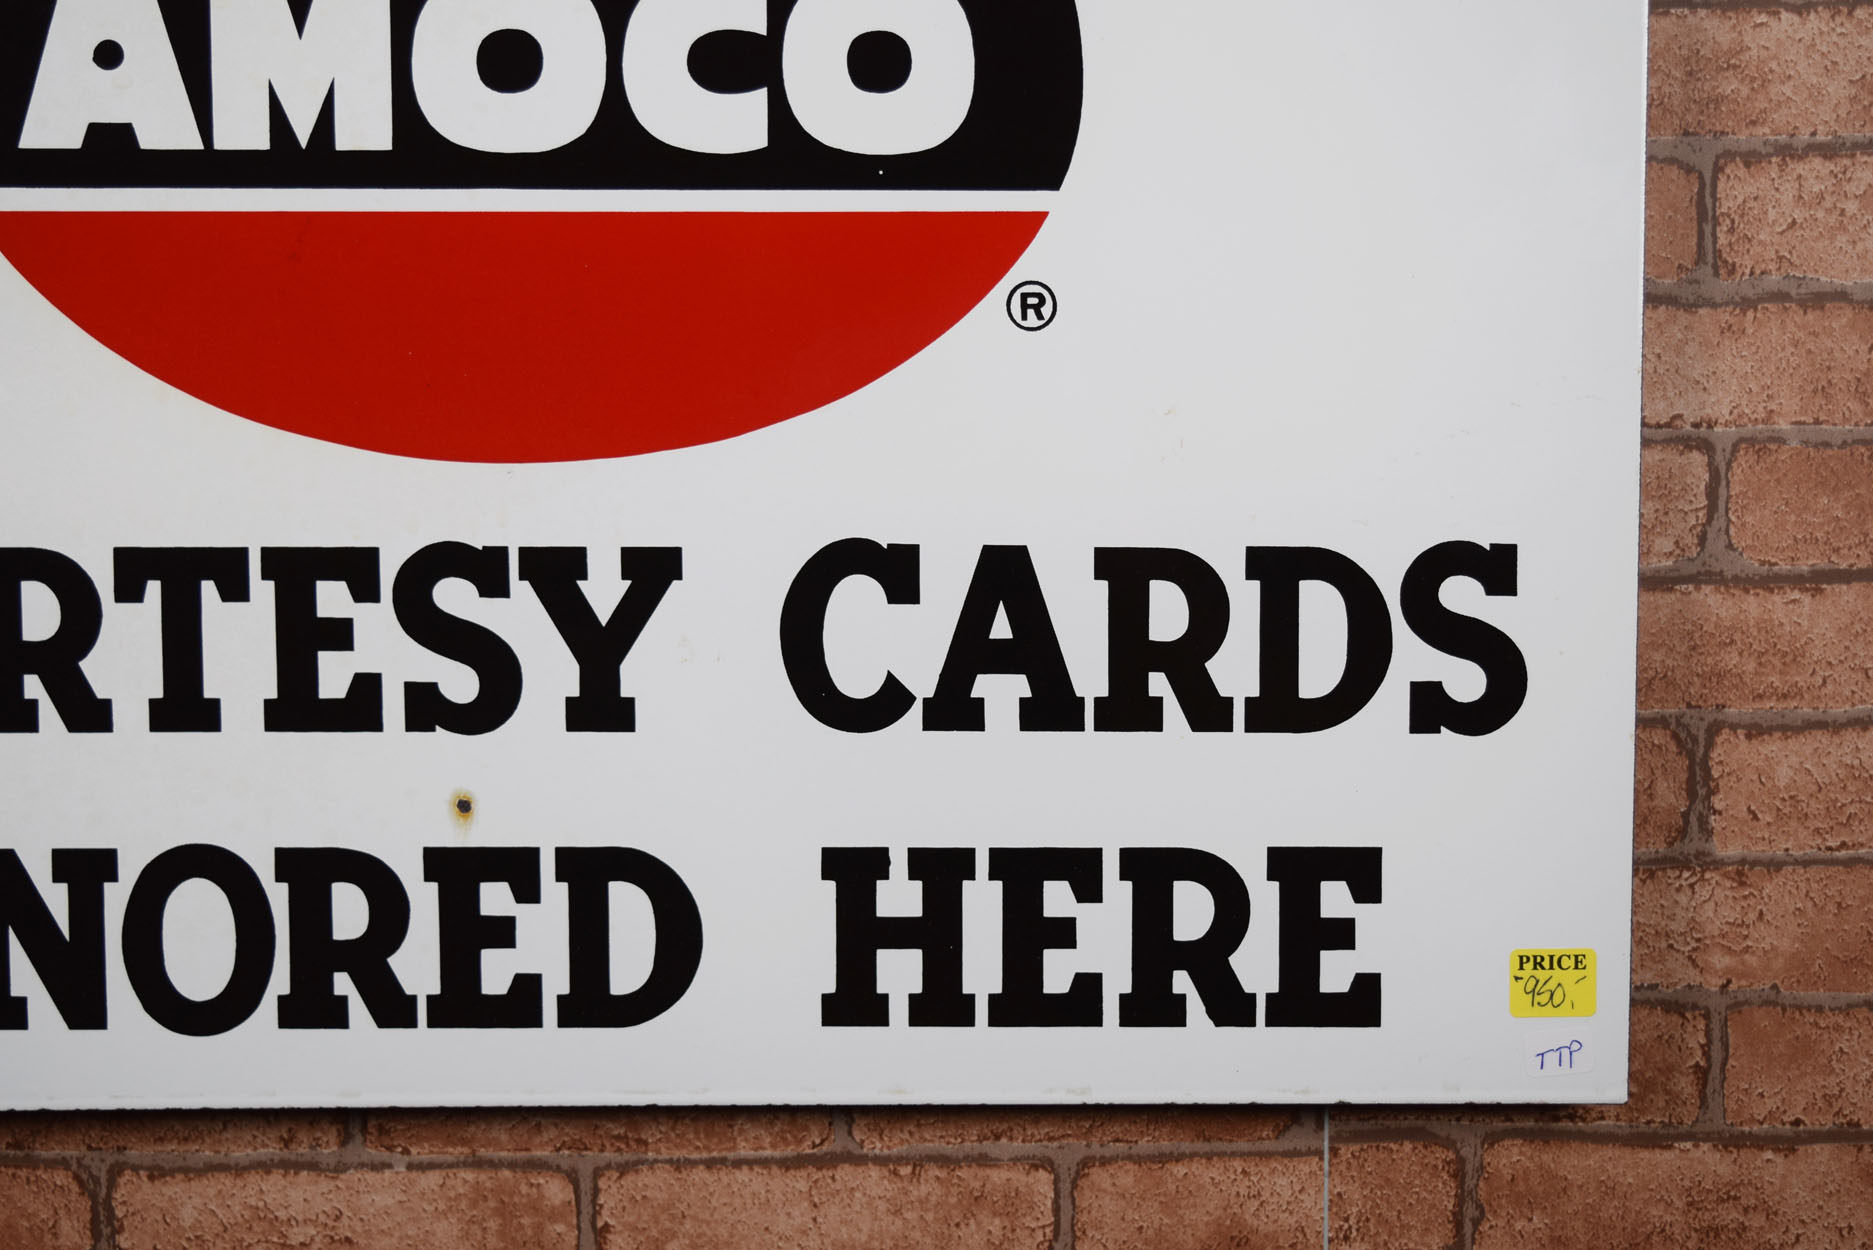 AMOCO
®
RTESY CARDS
NORED HERE
PRICE
950,-
TTP